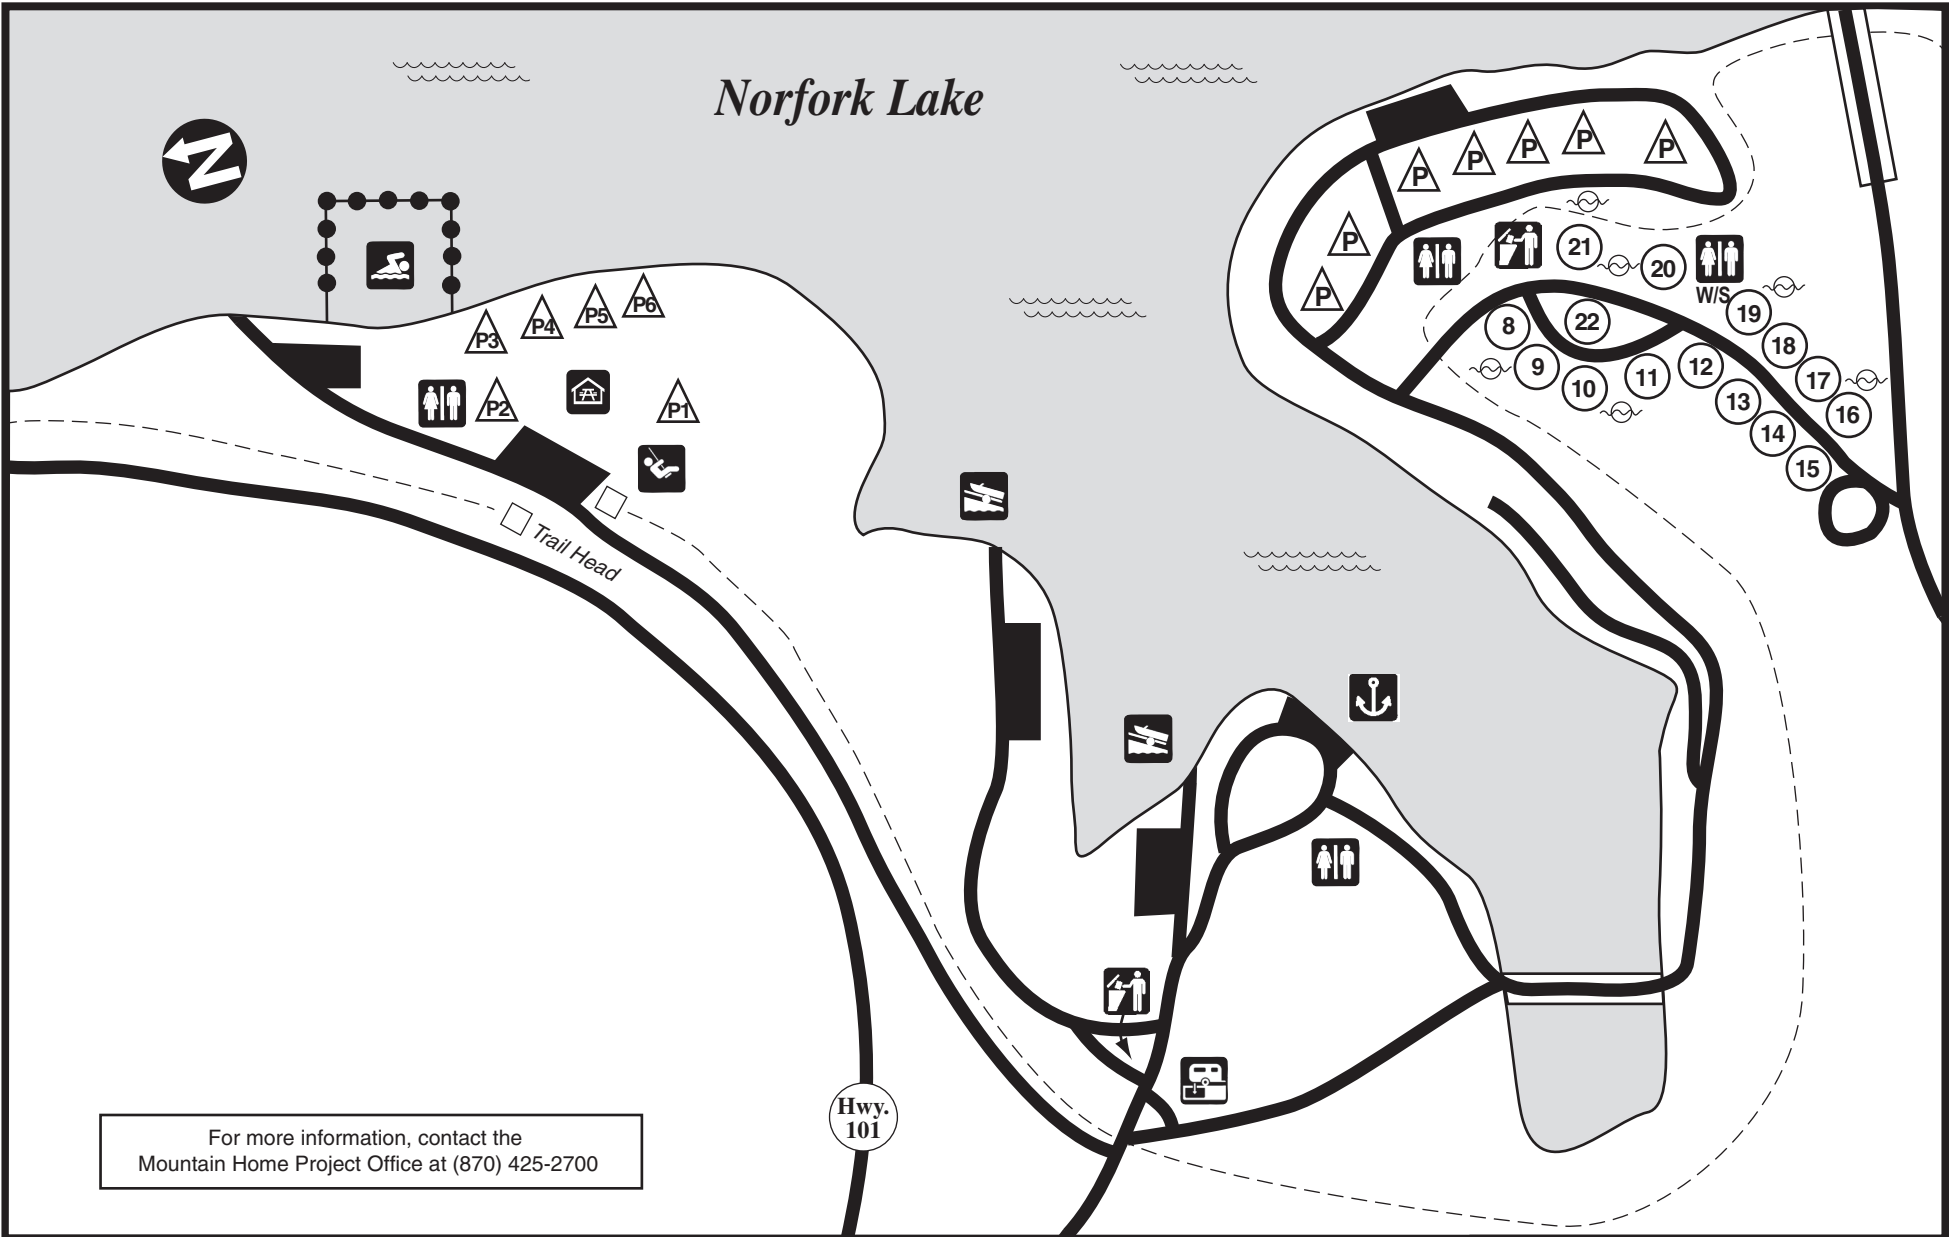 Norfork Lake
N
P
P
P
P
P
P
P
21
20
W/S
19
8
22
18
9
10
11
12
17
13
16
14
15
P6
P5
P4
P3
P2
P1
Trail Head
Hwy.
101
For more information, contact the
Mountain Home Project Office at (870) 425-2700